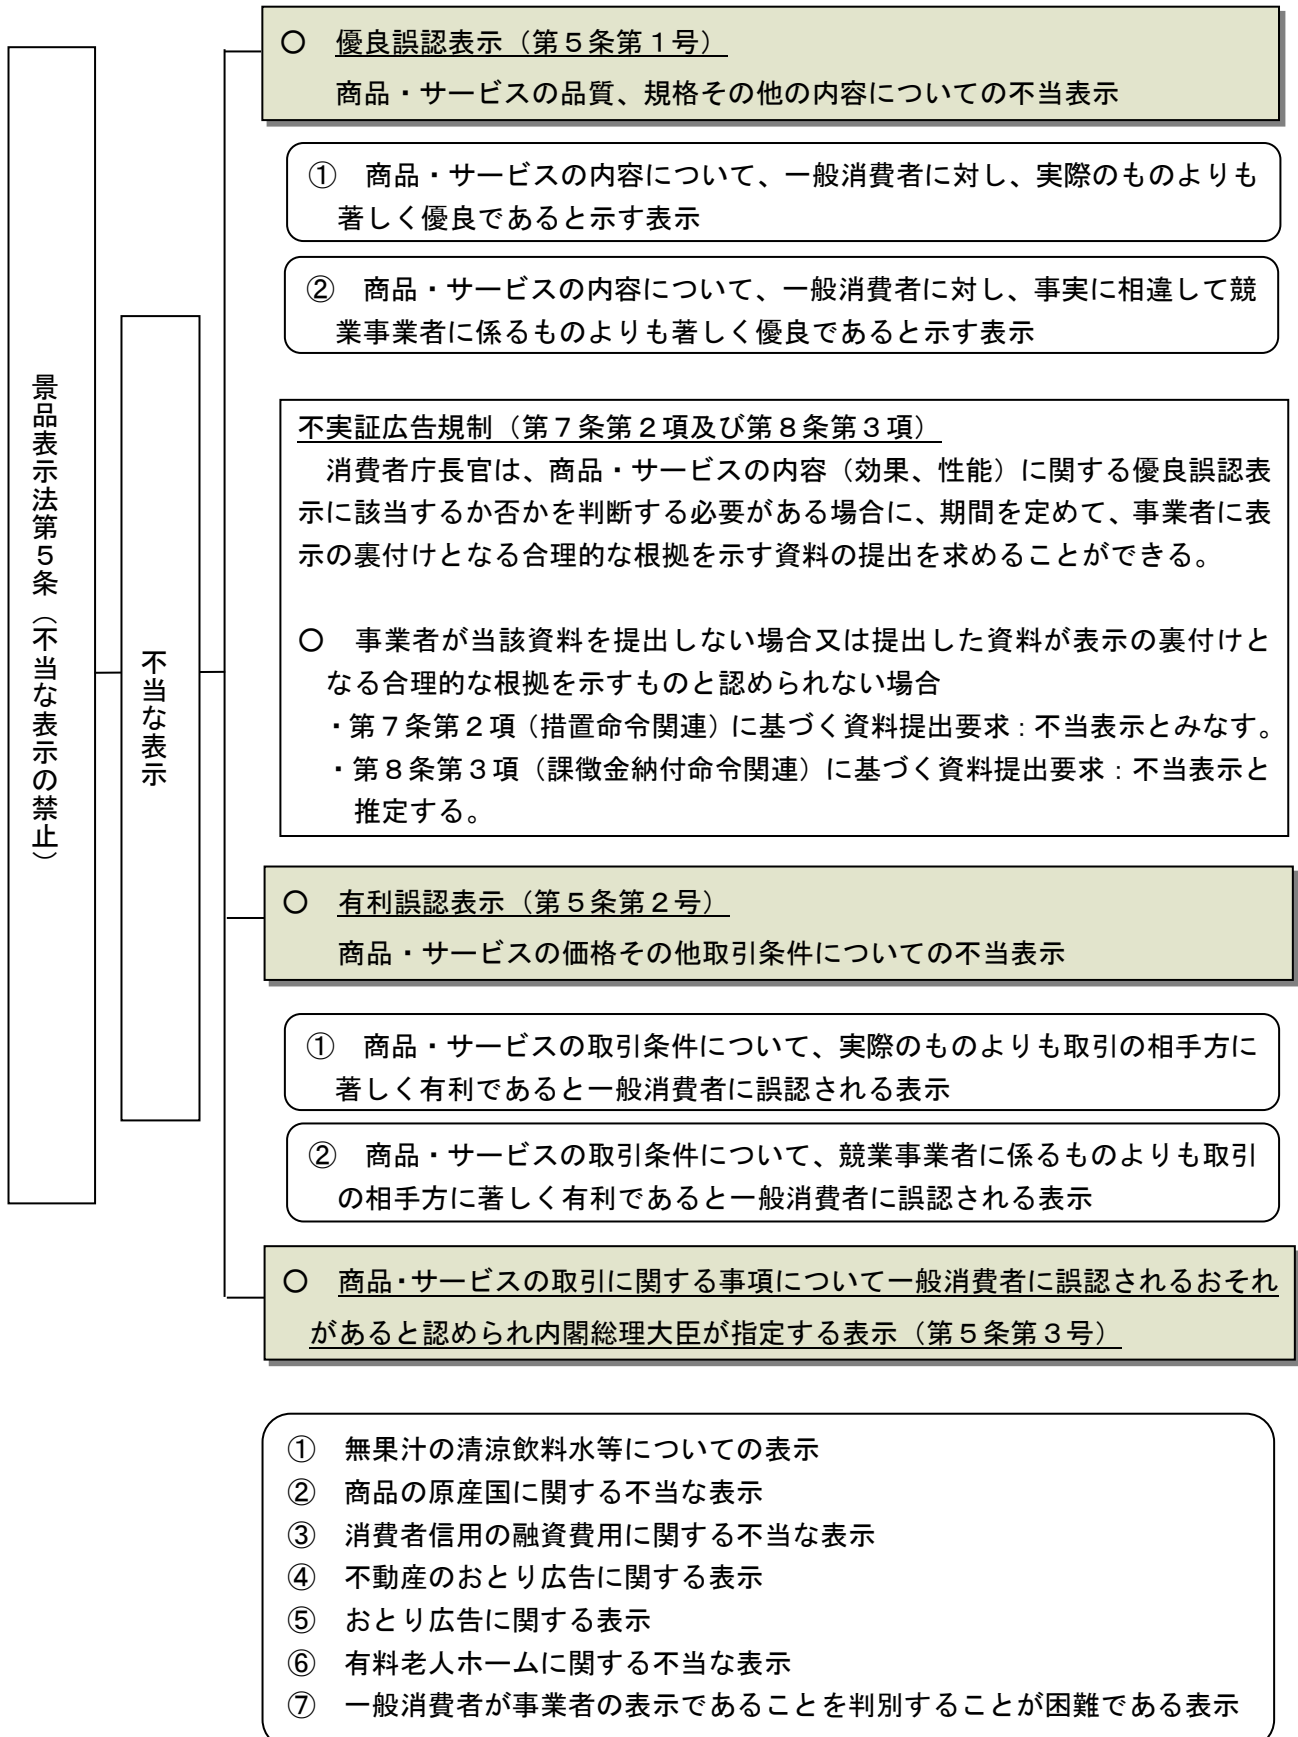 景品表示法第５条（不当な表示の禁止）
不当な表示
○　優良誤認表示（第５条第１号）
商品・サービスの品質、規格その他の内容についての不当表示
①　商品・サービスの内容について、一般消費者に対し、実際のものよりも
著しく優良であると示す表示
②　商品・サービスの内容について、一般消費者に対し、事実に相違して競
業事業者に係るものよりも著しく優良であると示す表示
不実証広告規制（第７条第２項及び第８条第３項）
消費者庁長官は、商品・サービスの内容（効果、性能）に関する優良誤認表
示に該当するか否かを判断する必要がある場合に、期間を定めて、事業者に表
示の裏付けとなる合理的な根拠を示す資料の提出を求めることができる。
○　事業者が当該資料を提出しない場合又は提出した資料が表示の裏付けと
なる合理的な根拠を示すものと認められない場合
・第７条第２項（措置命令関連）に基づく資料提出要求：不当表示とみなす。
・第８条第３項（課徴金納付命令関連）に基づく資料提出要求：不当表示と
推定する。
○　有利誤認表示（第５条第２号）
商品・サービスの価格その他取引条件についての不当表示
①　商品・サービスの取引条件について、実際のものよりも取引の相手方に
著しく有利であると一般消費者に誤認される表示
②　商品・サービスの取引条件について、競業事業者に係るものよりも取引
の相手方に著しく有利であると一般消費者に誤認される表示
○　商品・サービスの取引に関する事項について一般消費者に誤認されるおそれ
があると認められ内閣総理大臣が指定する表示（第５条第３号）
①　無果汁の清涼飲料水等についての表示
②　商品の原産国に関する不当な表示
③　消費者信用の融資費用に関する不当な表示
④　不動産のおとり広告に関する表示
⑤　おとり広告に関する表示
⑥　有料老人ホームに関する不当な表示
⑦　一般消費者が事業者の表示であることを判別することが困難である表示